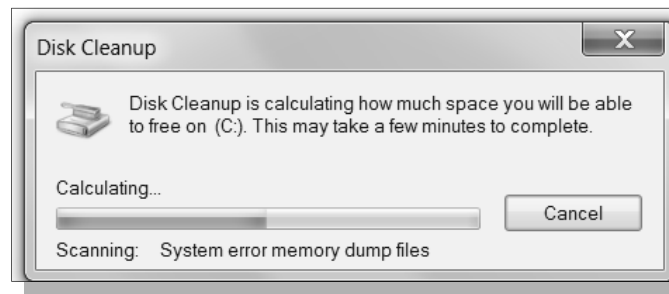 Disk Cleanup
Disk Cleanup is calculating how much space you will be able
to free on (C:). This may take a few minutes to complete.
Calculating...
Cancel
Scanning: System error memory dump files